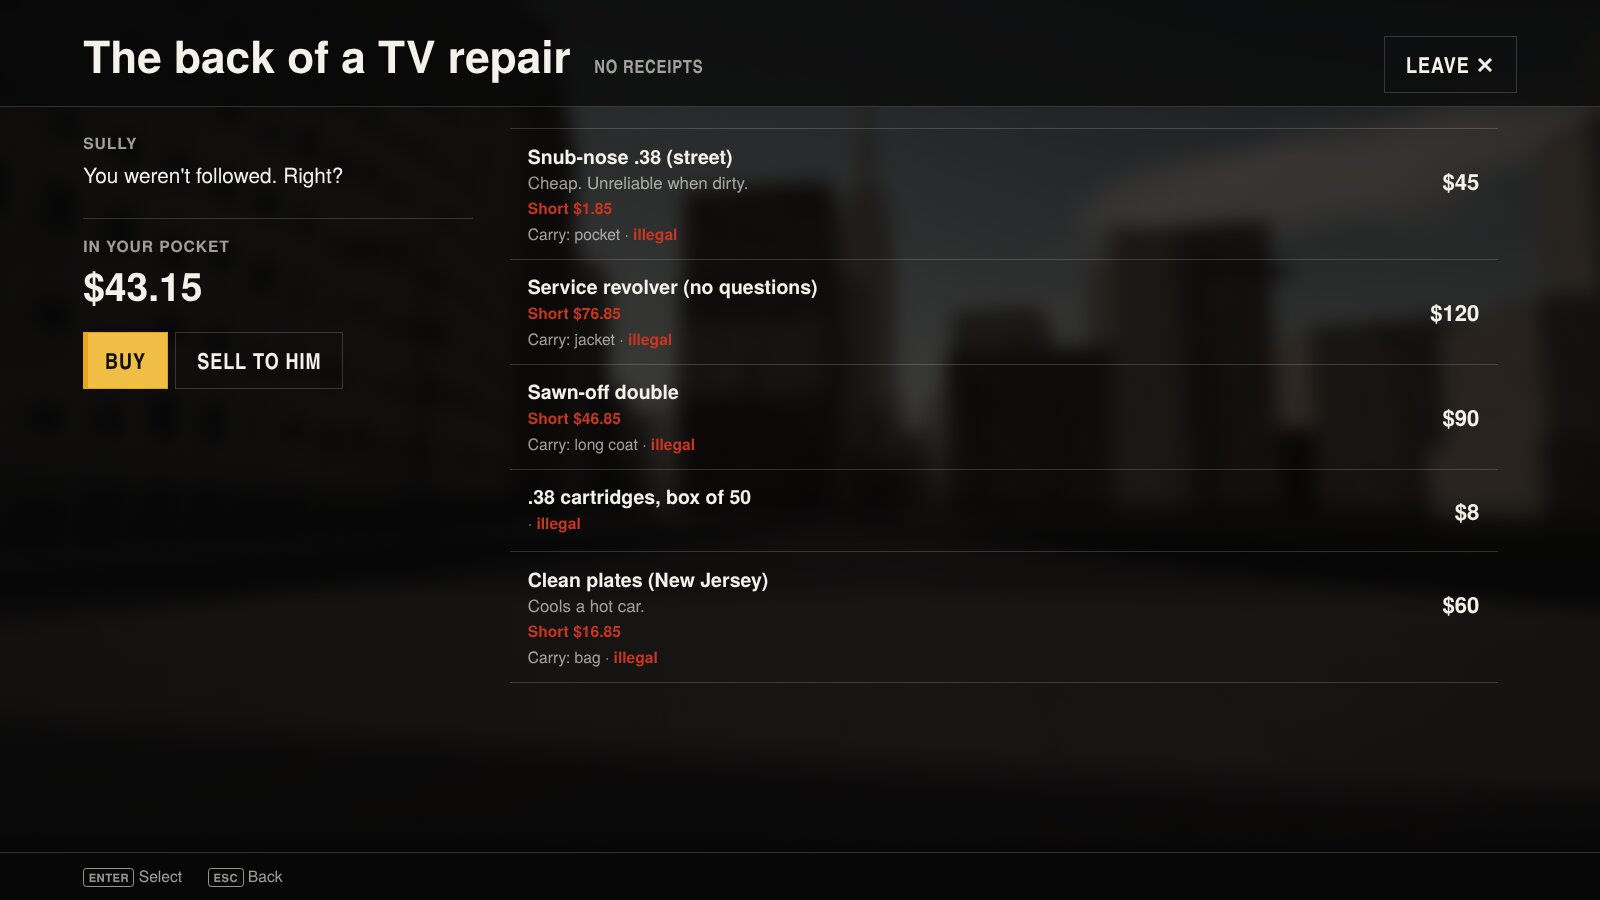 The back of a TV repair NO RECEIPTS
LEAVE ✕
SULLY
You weren't followed. Right?
IN YOUR POCKET
$43.15
BUY
SELL TO HIM
Snub-nose .38 (street)
Cheap. Unreliable when dirty.
Short $1.85
Carry: pocket · illegal
$45
Service revolver (no questions)
Short $76.85
Carry: jacket · illegal
$120
Sawn-off double
Short $46.85
Carry: long coat · illegal
$90
.38 cartridges, box of 50
· illegal
$8
Clean plates (New Jersey)
Cools a hot car.
Short $16.85
Carry: bag · illegal
$60
ENTER Select ESC Back